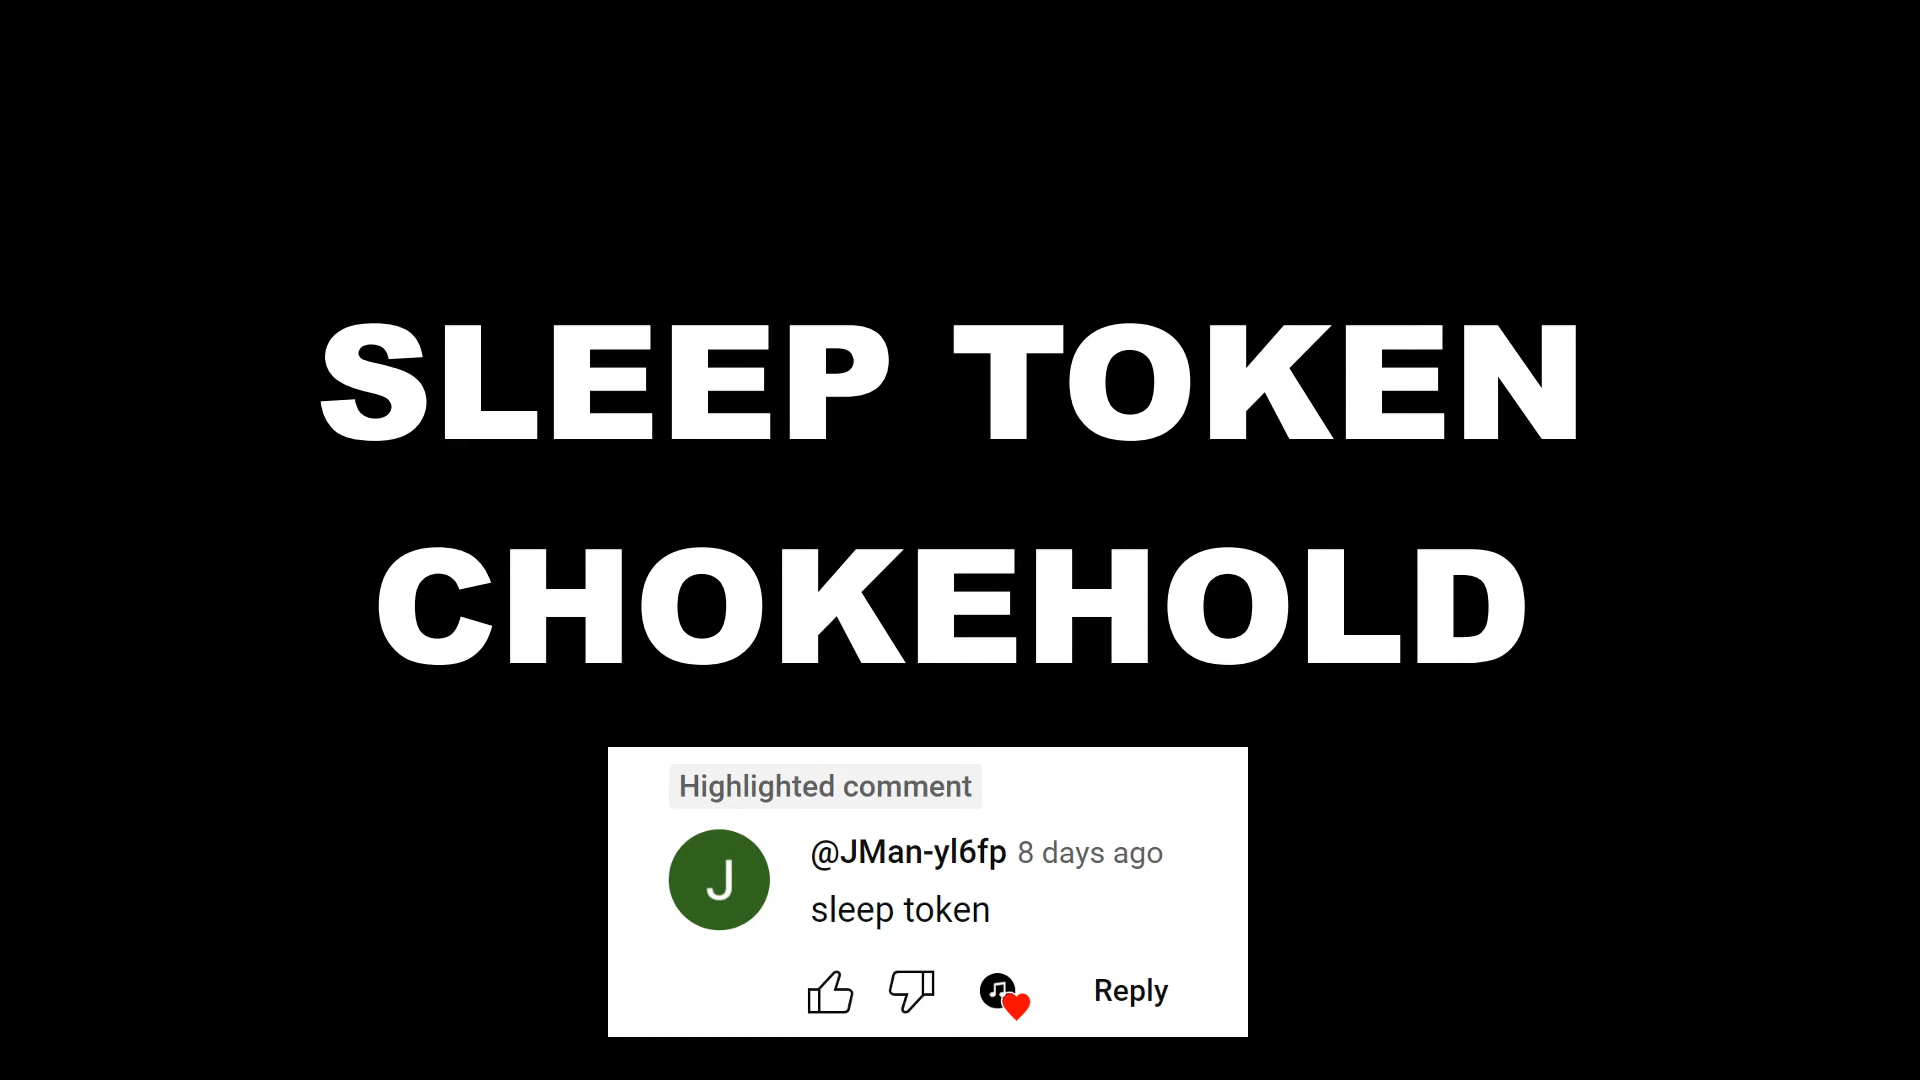 SLEEP TOKEN
CHOKEHOLD
Highlighted comment
@JMan-yl6fp 8 days ago
sleep token
Reply
J